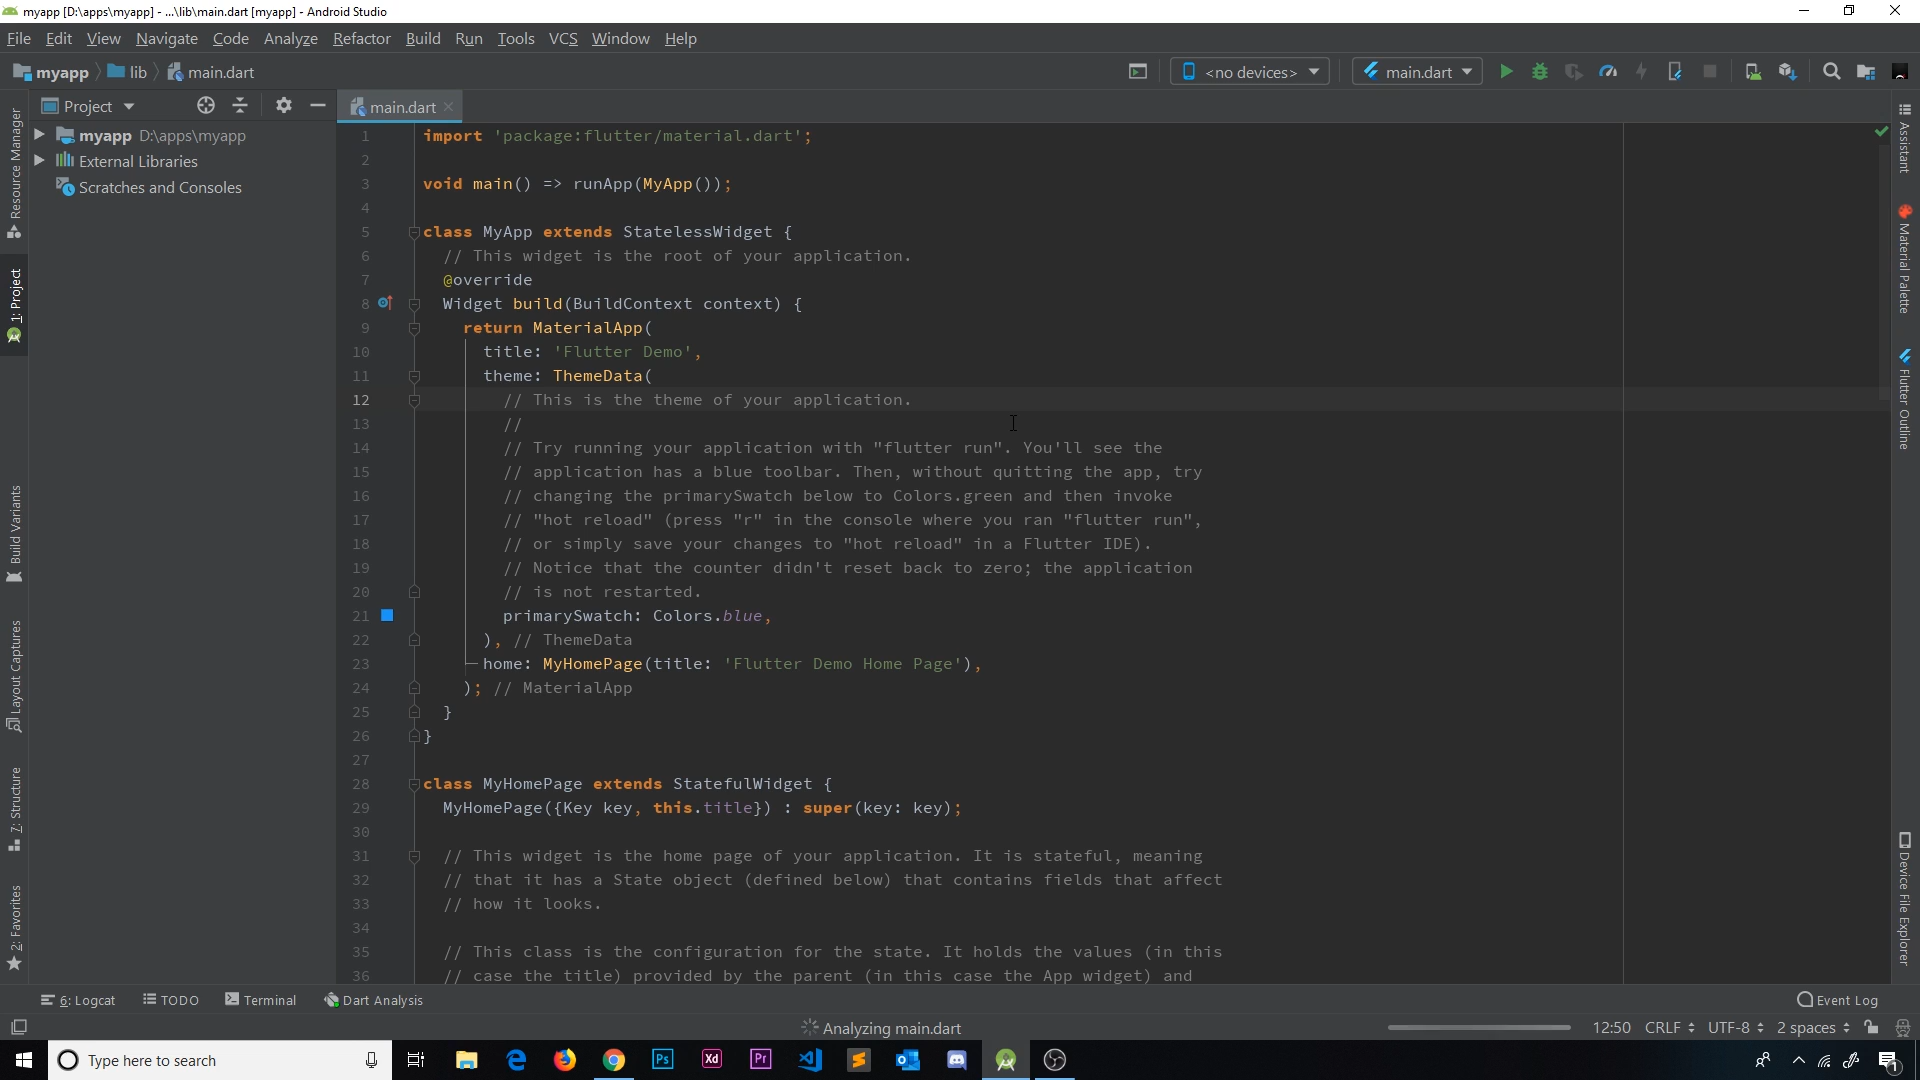 myapp [D:\apps\myapp] - ...\lib\main.dart [myapp] - Android Studio
File Edit View Navigate Code Analyze Refactor Build Run Tools VCS Window Help
myapp lib main.dart <no devices> main.dart
Project main.dart
myapp D:\apps\myapp
External Libraries
Scratches and Consoles
Resource Manager
1: Project
Build Variants
Layout Captures
7: Structure
2: Favorites
1 import 'package:flutter/material.dart';
2
3 void main() => runApp(MyApp());
4
5 class MyApp extends StatelessWidget {
6 // This widget is the root of your application.
7 @override
8 Widget build(BuildContext context) {
9 return MaterialApp(
10 title: 'Flutter Demo',
11 theme: ThemeData(
12 // This is the theme of your application.
13 //
14 // Try running your application with "flutter run". You'll see the
15 // application has a blue toolbar. Then, without quitting the app, try
16 // changing the primarySwatch below to Colors.green and then invoke
17 // "hot reload" (press "r" in the console where you ran "flutter run",
18 // or simply save your changes to "hot reload" in a Flutter IDE).
19 // Notice that the counter didn't reset back to zero; the application
20 // is not restarted.
21 primarySwatch: Colors.blue,
22 ), // ThemeData
23 home: MyHomePage(title: 'Flutter Demo Home Page'),
24 ); // MaterialApp
25 }
26 }
27
28 class MyHomePage extends StatefulWidget {
29 MyHomePage({Key key, this.title}) : super(key: key);
30
31 // This widget is the home page of your application. It is stateful, meaning
32 // that it has a State object (defined below) that contains fields that affect
33 // how it looks.
34
35 // This class is the configuration for the state. It holds the values (in this
36 // case the title) provided by the parent (in this case the App widget) and
Assistant
Material Palette
Flutter Outline
Device File Explorer
6: Logcat TODO Terminal Dart Analysis Event Log
Analyzing main.dart 12:50 CRLF UTF-8 2 spaces
Type here to search Ps Xd Pr 1